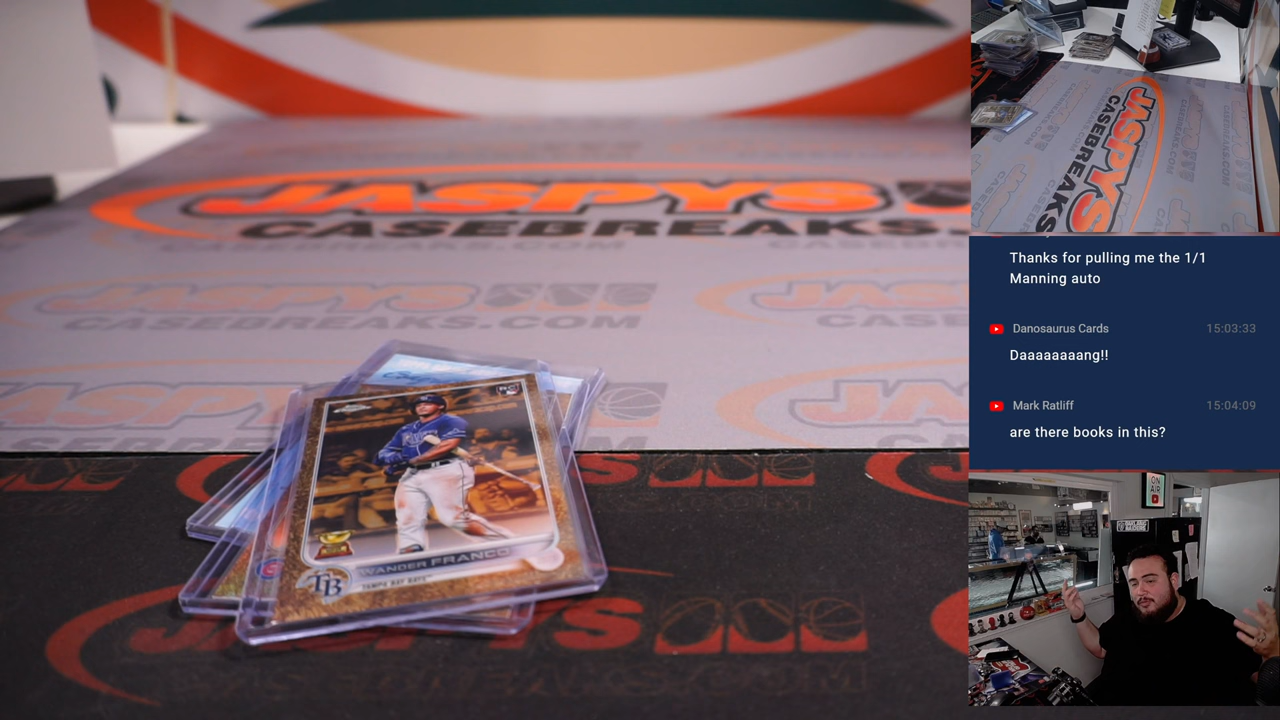 JASPYS
CASEBREAKS.
CASEBREAKS.COM
RC
WANDER FRANCO
TB
TAMPA BAY RAYS
JASPYS
CASEBREAKS
Thanks for pulling me the 1/1
Manning auto
Danosaurus Cards 15:03:33
Daaaaaaaang!!
Mark Ratliff 15:04:09
are there books in this?
ON
AIR